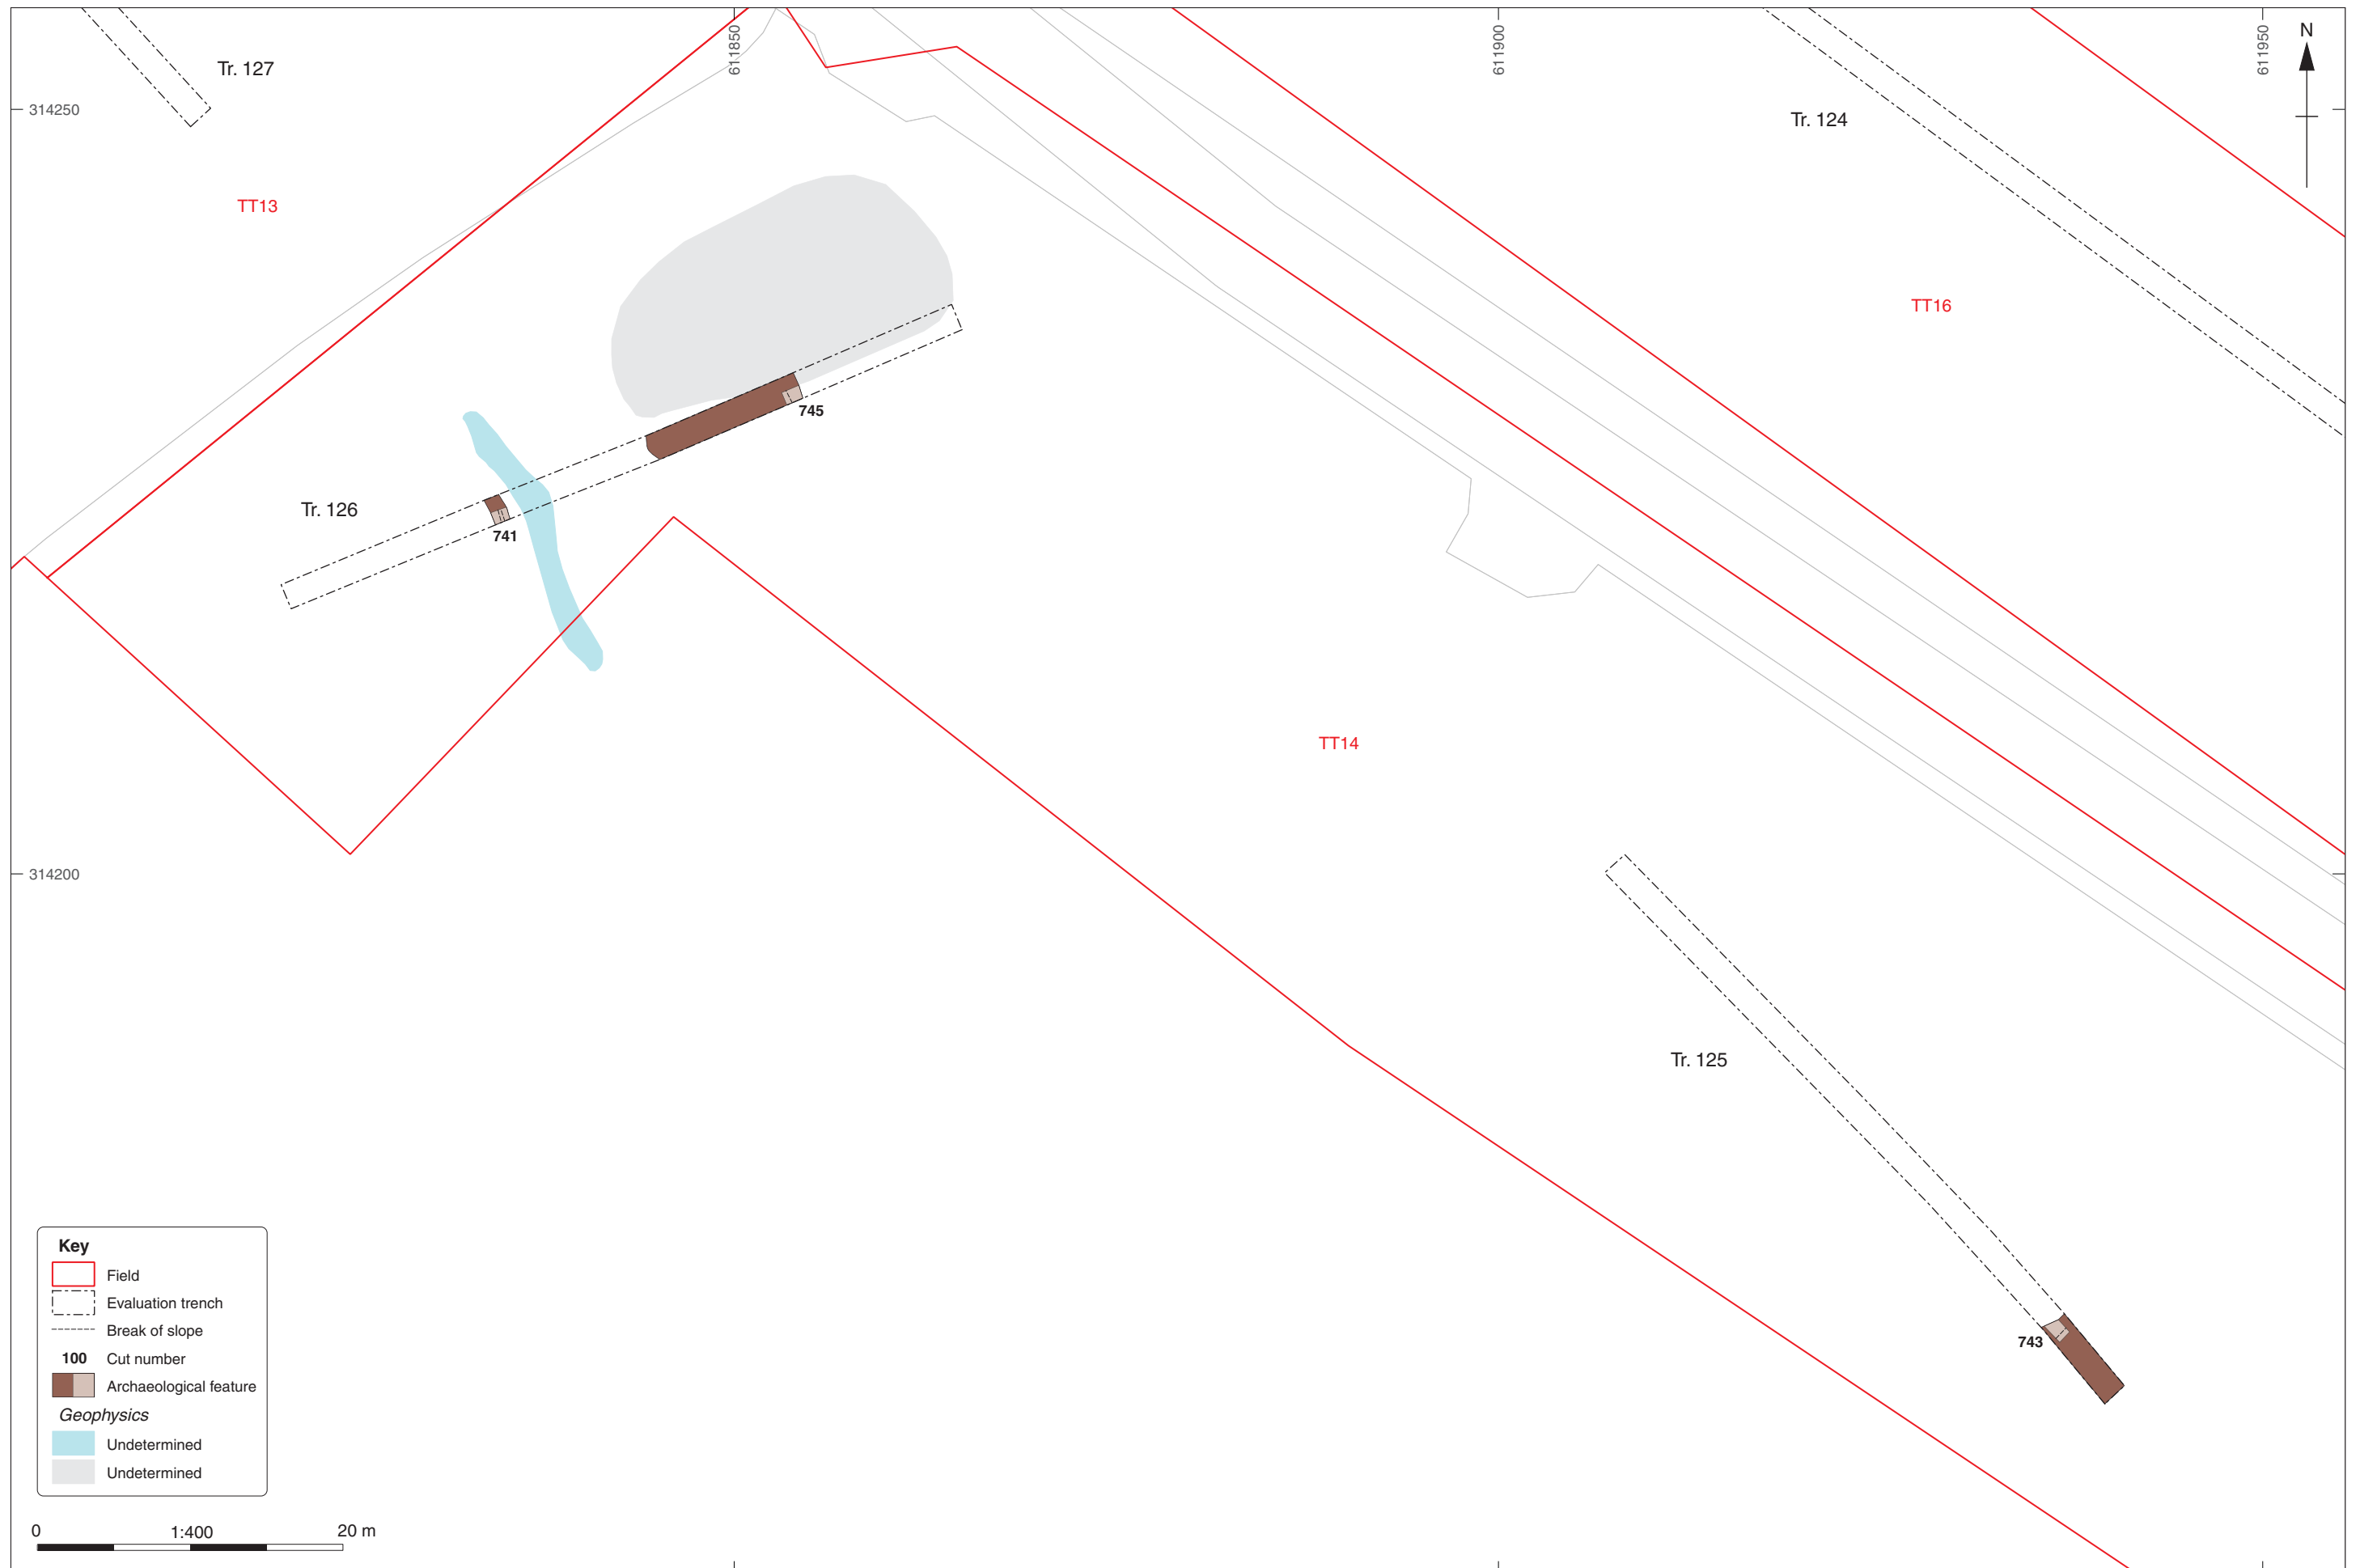 611850
611900
611950
N
Tr. 127
314250
Tr. 124
TT13
TT16
745
Tr. 126
741
TT14
314200
Tr. 125
743
Key
Field
Evaluation trench
Break of slope
100 Cut number
Archaeological feature
Geophysics
Undetermined
Undetermined
0 1:400 20 m